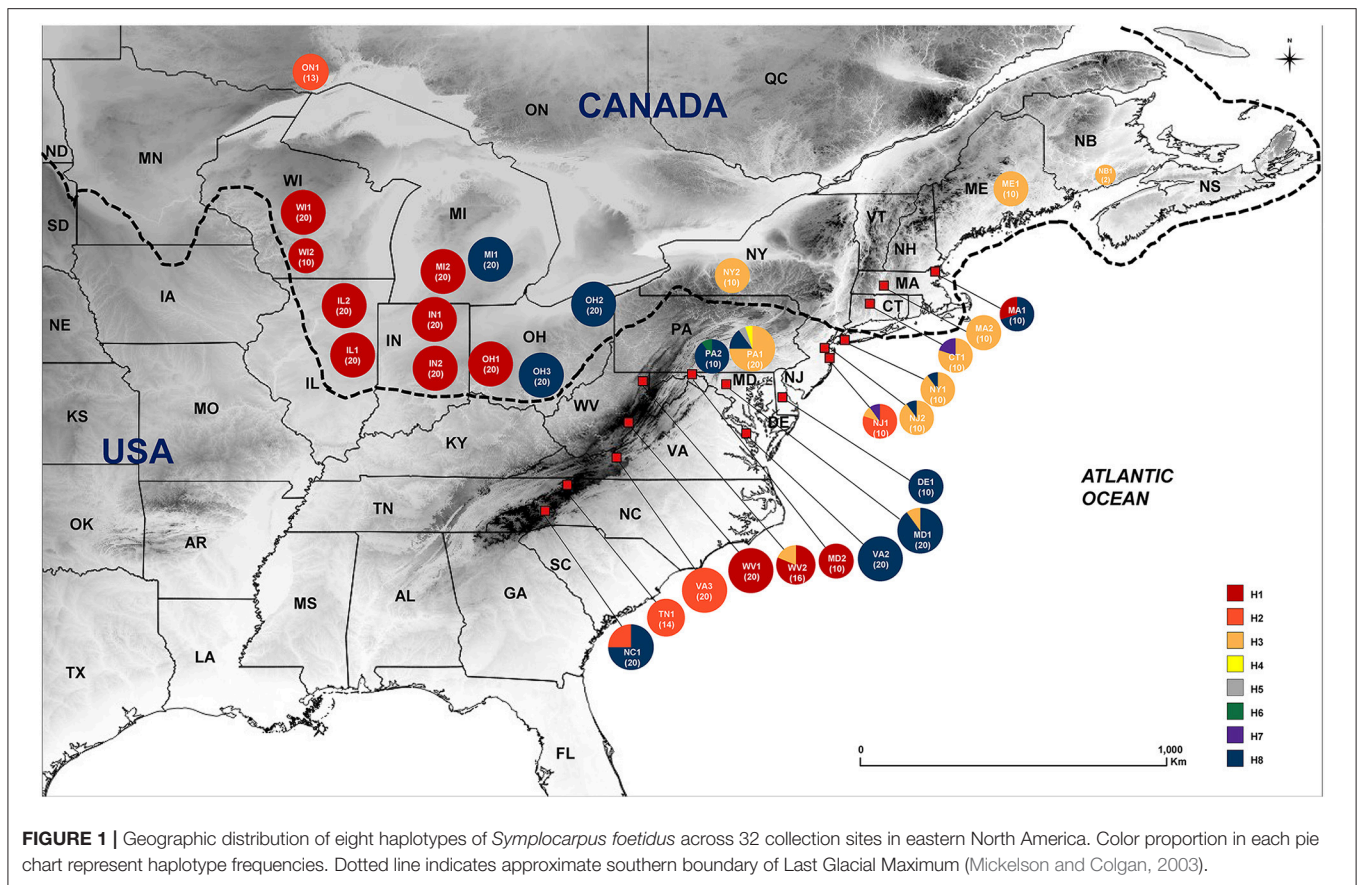 N
CANADA
QC
ON
ON1
(13)
ND
MN
WI
WI1
(20)
WI2
(10)
MI
MI1
(20)
MI2
(20)
SD
IA
NE
IL2
(20)
IL1
(20)
IL
IN
IN1
(20)
IN2
(20)
OH
OH1
(20)
OH2
(20)
OH3
(20)
NY
NY2
(10)
PA
PA1
(20)
PA2
(10)
VT
NH
ME
ME1
(10)
NB
NB1
(2)
NS
MA
CT
MA1
(10)
MA2
(10)
CT1
(10)
NY1
(10)
NJ2
(10)
NJ1
(10)
NJ
MD
DE
WV
VA
KS
MO
KY
USA
TN
NC
OK
AR
SC
MS
AL
GA
LA
TX
FL
DE1
(10)
MD1
(20)
VA2
(20)
MD2
(10)
WV2
(16)
WV1
(20)
VA3
(20)
TN1
(14)
NC1
(20)
ATLANTIC
OCEAN
H1
H2
H3
H4
H5
H6
H7
H8
0 1,000
Km
FIGURE 1 | Geographic distribution of eight haplotypes of Symplocarpus foetidus across 32 collection sites in eastern North America. Color proportion in each pie
chart represent haplotype frequencies. Dotted line indicates approximate southern boundary of Last Glacial Maximum (Mickelson and Colgan, 2003).